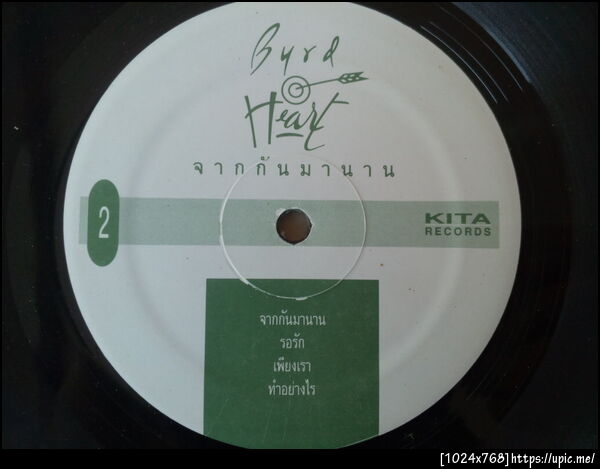 Byrd
Heart
จากกันมานาน
2
KITA
RECORDS
จากกันมานาน
รอรัก
เพียงเรา
ทำอย่างไร
[1024x768]https://upic.me/